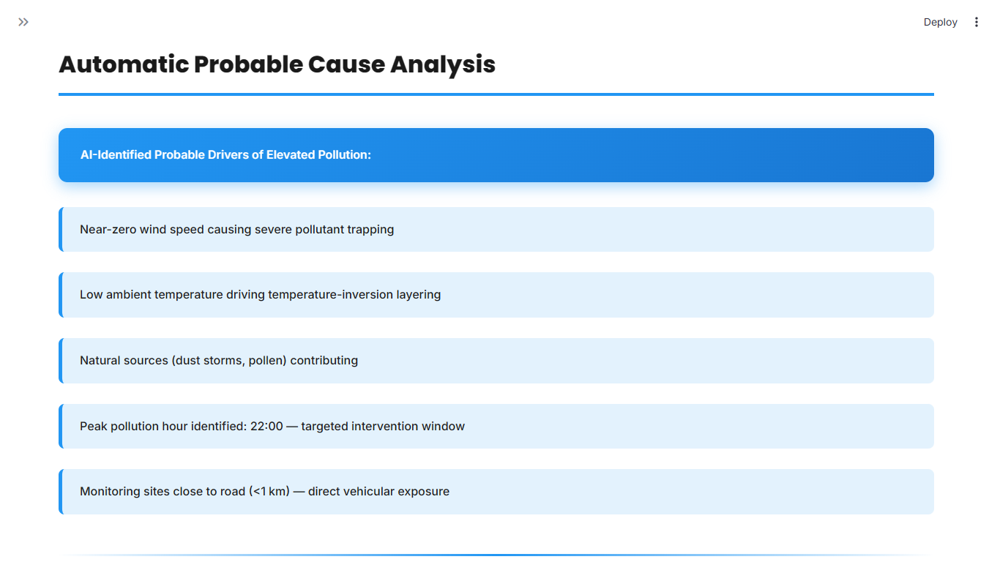 Deploy
Automatic Probable Cause Analysis
AI-Identified Probable Drivers of Elevated Pollution:
Near-zero wind speed causing severe pollutant trapping
Low ambient temperature driving temperature-inversion layering
Natural sources (dust storms, pollen) contributing
Peak pollution hour identified: 22:00 — targeted intervention window
Monitoring sites close to road (<1 km) — direct vehicular exposure